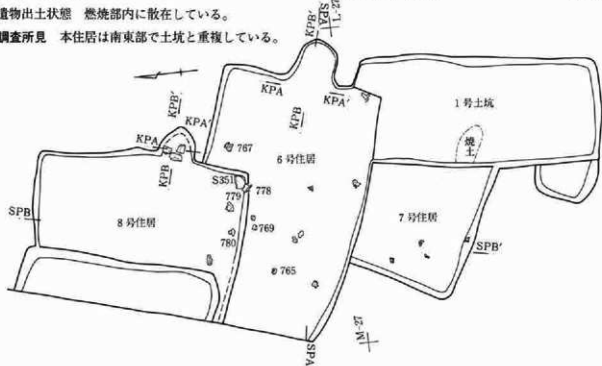 遺物出土状態 燃焼部内に散在している。
調査所見 本住居は南東部で土坑と重複している。
KPB′
SPA
L-22
KPA
KPA′
KPB
1号土坑
焼土
KPB′
KPA
KPA′
767
6号住居
KPB
S351
778
779
769
780
765
SPB
8号住居
7号住居
SPB′
SPA
M-27